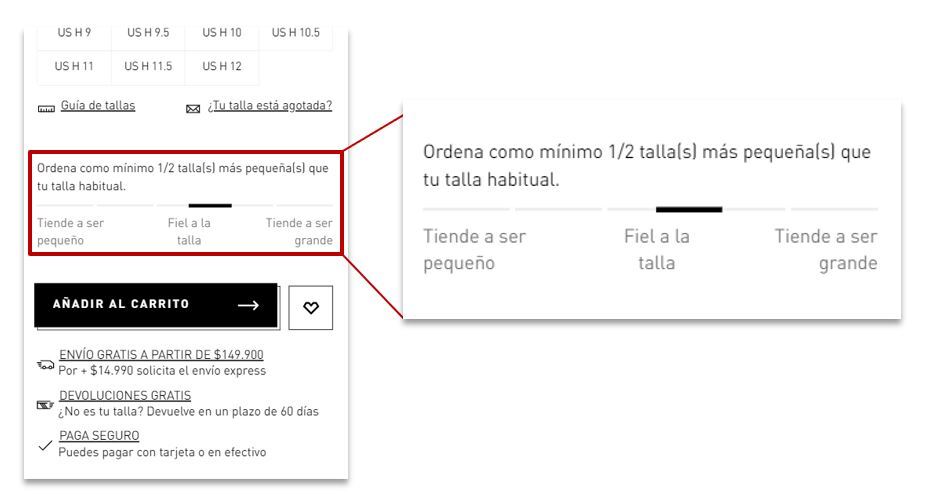 US H 9 US H 9.5 US H 10 US H 10.5
US H 11 US H 11.5 US H 12
Guía de tallas ¿Tu talla está agotada?
Ordena como mínimo 1/2 talla(s) más pequeña(s) que
tu talla habitual.
Tiende a ser Fiel a la Tiende a ser
pequeño talla grande
AÑADIR AL CARRITO
ENVÍO GRATIS A PARTIR DE $149.900
Por + $14.990 solicita el envío express
DEVOLUCIONES GRATIS
¿No es tu talla? Devuelve en un plazo de 60 días
PAGA SEGURO
Puedes pagar con tarjeta o en efectivo
Ordena como mínimo 1/2 talla(s) más pequeña(s) que
tu talla habitual.
Tiende a ser Fiel a la Tiende a ser
pequeño talla grande